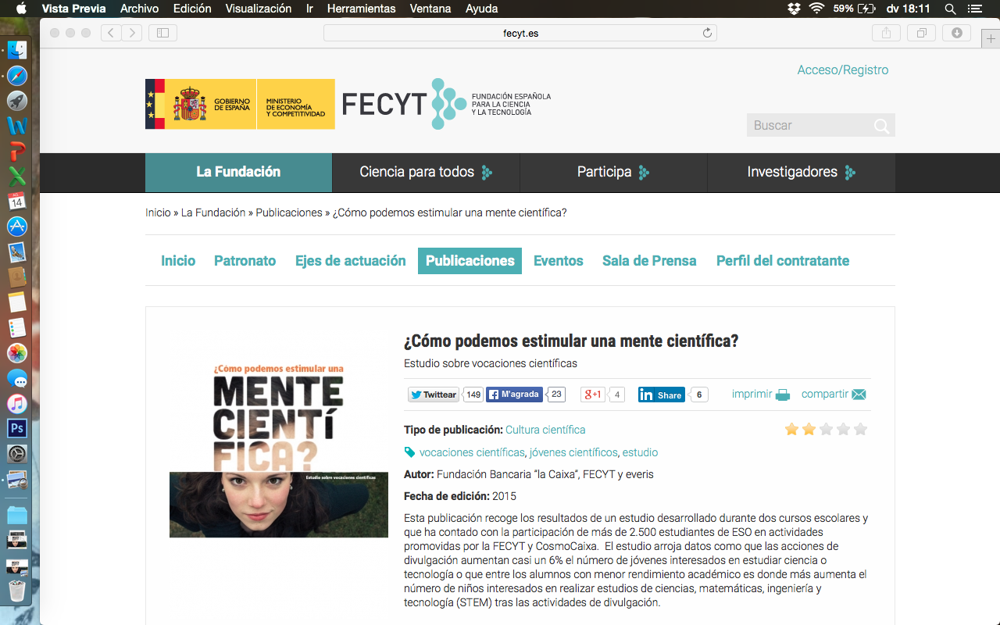 Vista Previa Archivo Edición Visualización Ir Herramientas Ventana Ayuda 59% dv 18:11
fecyt.es
Acceso/Registro
GOBIERNO DE ESPAÑA
MINISTERIO DE ECONOMÍA Y COMPETITIVIDAD
FECYT
FUNDACIÓN ESPAÑOLA
PARA LA CIENCIA
Y LA TECNOLOGÍA
Buscar
La Fundación Ciencia para todos Participa Investigadores
Inicio » La Fundación » Publicaciones » ¿Cómo podemos estimular una mente científica?
Inicio Patronato Ejes de actuación Publicaciones Eventos Sala de Prensa Perfil del contratante
¿Cómo podemos estimular una
MENTE
CIENTÍ
FICA?
Estudio sobre vocaciones científicas
¿Cómo podemos estimular una mente científica?
Estudio sobre vocaciones científicas
Twittear 149 M'agrada 23 g+1 4 in Share 6 imprimir compartir
Tipo de publicación: Cultura científica
vocaciones científicas, jóvenes científicos, estudio
Autor: Fundación Bancaria “la Caixa”, FECYT y everis
Fecha de edición: 2015
Esta publicación recoge los resultados de un estudio desarrollado durante dos cursos escolares y
que ha contado con la participación de más de 2.500 estudiantes de ESO en actividades
promovidas por la FECYT y CosmoCaixa. El estudio arroja datos como que las acciones de
divulgación aumentan casi un 6% el número de jóvenes interesados en estudiar ciencia o
tecnología o que entre los alumnos con menor rendimiento académico es donde más aumenta el
número de niños interesados en realizar estudios de ciencias, matemáticas, ingeniería y
tecnología (STEM) tras las actividades de divulgación.
W
P
X
14
Ps